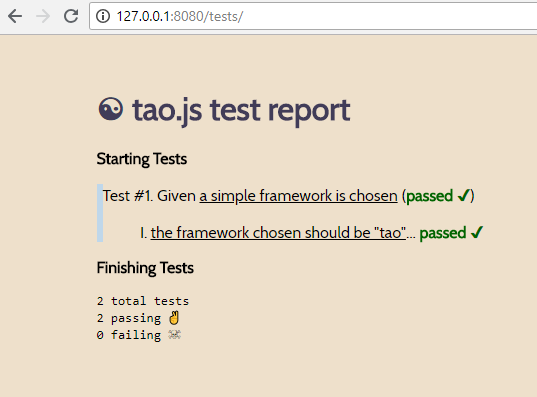 127.0.0.1:8080/tests/
☯ tao.js test report
Starting Tests
Test #1. Given a simple framework is chosen (passed ✔)
I. the framework chosen should be "tao"... passed ✔
Finishing Tests
2 total tests
2 passing ✌
0 failing ☠